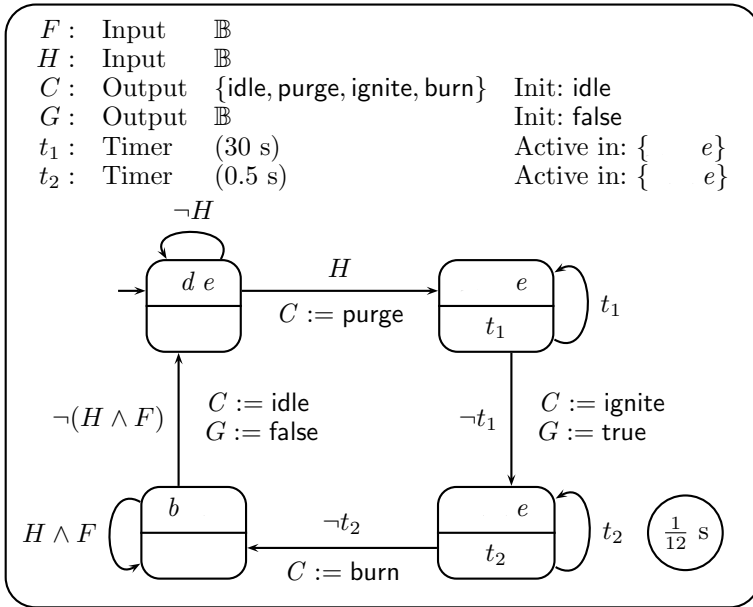 F : Input 𝔹
H : Input 𝔹
C : Output {idle, purge, ignite, burn} Init: idle
G : Output 𝔹 Init: false
t₁ : Timer (30 s) Active in: { e}
t₂ : Timer (0.5 s) Active in: { e}
¬H
d e
H
C := purge
e
t₁
t₁
¬(H ∧ F)
C := idle
G := false
¬t₁
C := ignite
G := true
H ∧ F
b
¬t₂
C := burn
e
t₂
t₂
1/12 s